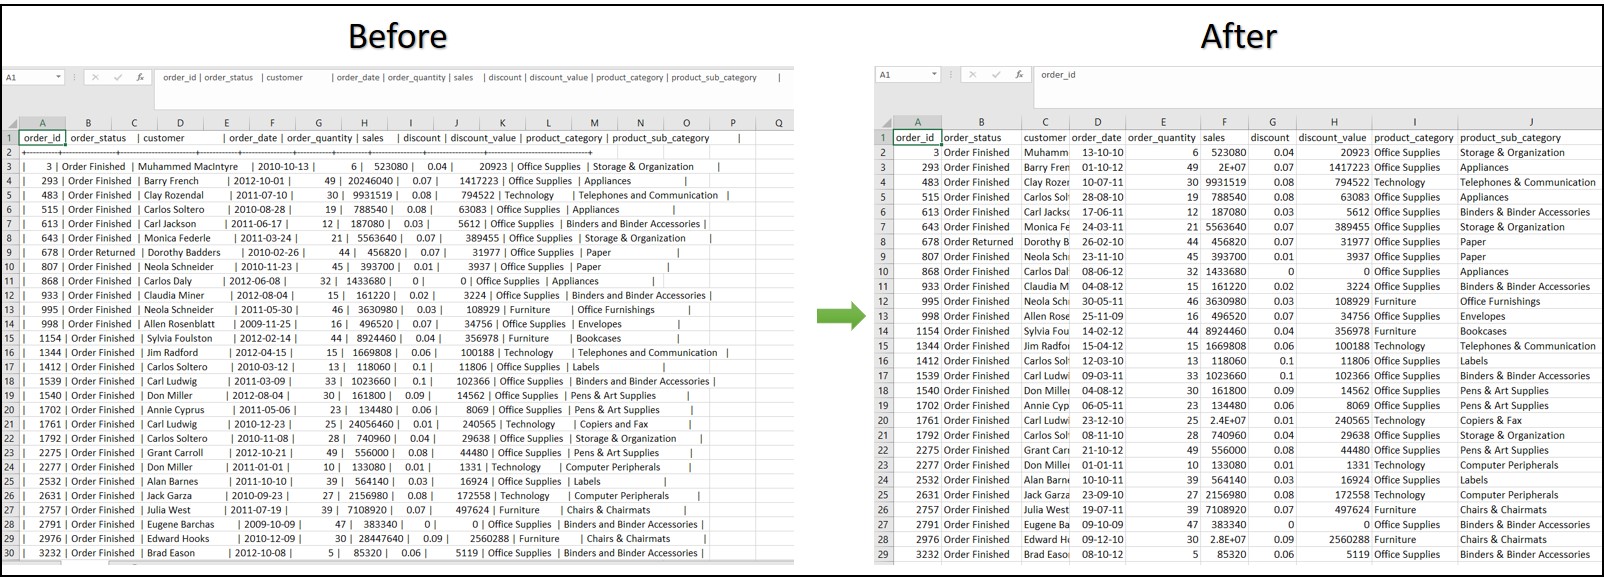 Before
After
A1 fx order_id | order_status | customer | order_date | order_quantity | sales | discount | discount_value | product_category | product_sub_category |
A B C D E F G H I J K L M N O P Q
1 order_id | order_status | customer | order_date | order_quantity | sales | discount | discount_value | product_category | product_sub_category |
2 +----------+----------+----------+----------+----------+----------+----------+----------+----------+
3 | 3 | Order Finished | Muhammed MacIntyre | 2010-10-13 | 6 | 523080 | 0.04 | 20923 | Office Supplies | Storage & Organization |
4 | 293 | Order Finished | Barry French | 2012-10-01 | 49 | 20246040 | 0.07 | 1417223 | Office Supplies | Appliances |
5 | 483 | Order Finished | Clay Rozendal | 2011-07-10 | 30 | 9931519 | 0.08 | 794522 | Technology | Telephones and Communication |
6 | 515 | Order Finished | Carlos Soltero | 2010-08-28 | 19 | 788540 | 0.08 | 63083 | Office Supplies | Appliances |
7 | 613 | Order Finished | Carl Jackson | 2011-06-17 | 12 | 187080 | 0.03 | 5612 | Office Supplies | Binders and Binder Accessories |
8 | 643 | Order Finished | Monica Federle | 2011-03-24 | 21 | 5563640 | 0.07 | 389455 | Office Supplies | Storage & Organization |
9 | 678 | Order Returned | Dorothy Badders | 2010-02-26 | 44 | 456820 | 0.07 | 31977 | Office Supplies | Paper |
10 | 807 | Order Finished | Neola Schneider | 2010-11-23 | 45 | 393700 | 0.01 | 3937 | Office Supplies | Paper |
11 | 868 | Order Finished | Carlos Daly | 2012-06-08 | 32 | 1433680 | 0 | 0 | Office Supplies | Appliances |
12 | 933 | Order Finished | Claudia Miner | 2012-08-04 | 15 | 161220 | 0.02 | 3224 | Office Supplies | Binders and Binder Accessories |
13 | 995 | Order Finished | Neola Schneider | 2011-05-30 | 46 | 3630980 | 0.03 | 108929 | Furniture | Office Furnishings |
14 | 998 | Order Finished | Allen Rosenblatt | 2009-11-25 | 16 | 496520 | 0.07 | 34756 | Office Supplies | Envelopes |
15 | 1154 | Order Finished | Sylvia Foulston | 2012-02-14 | 44 | 8924460 | 0.04 | 356978 | Furniture | Bookcases |
16 | 1344 | Order Finished | Jim Radford | 2012-04-15 | 15 | 1669808 | 0.06 | 100188 | Technology | Telephones and Communication |
17 | 1412 | Order Finished | Carlos Soltero | 2010-03-12 | 13 | 118060 | 0.1 | 11806 | Office Supplies | Labels |
18 | 1539 | Order Finished | Carl Ludwig | 2011-03-09 | 33 | 1023660 | 0.1 | 102366 | Office Supplies | Binders and Binder Accessories |
19 | 1540 | Order Finished | Don Miller | 2012-08-04 | 30 | 161800 | 0.09 | 14562 | Office Supplies | Pens & Art Supplies |
20 | 1702 | Order Finished | Annie Cyprus | 2011-05-06 | 23 | 134480 | 0.06 | 8069 | Office Supplies | Pens & Art Supplies |
21 | 1761 | Order Finished | Carl Ludwig | 2010-12-23 | 25 | 24056460 | 0.01 | 240565 | Technology | Copiers and Fax |
22 | 1792 | Order Finished | Carlos Soltero | 2010-11-08 | 28 | 740960 | 0.04 | 29638 | Office Supplies | Storage & Organization |
23 | 2275 | Order Finished | Grant Carroll | 2012-10-21 | 49 | 556000 | 0.08 | 44480 | Office Supplies | Pens & Art Supplies |
24 | 2277 | Order Finished | Don Miller | 2011-01-01 | 10 | 133080 | 0.01 | 1331 | Technology | Computer Peripherals |
25 | 2532 | Order Finished | Alan Barnes | 2011-10-10 | 39 | 564140 | 0.03 | 16924 | Office Supplies | Labels |
26 | 2631 | Order Finished | Jack Garza | 2010-09-23 | 27 | 2156980 | 0.08 | 172558 | Technology | Computer Peripherals |
27 | 2757 | Order Finished | Julia West | 2011-07-19 | 39 | 7108920 | 0.07 | 497624 | Furniture | Chairs & Chairmats |
28 | 2791 | Order Finished | Eugene Barchas | 2009-10-09 | 47 | 383340 | 0 | 0 | Office Supplies | Binders and Binder Accessories |
29 | 2976 | Order Finished | Edward Hooks | 2010-12-09 | 30 | 28447640 | 0.09 | 2560288 | Furniture | Chairs & Chairmats |
30 | 3232 | Order Finished | Brad Eason | 2012-10-08 | 5 | 85320 | 0.06 | 5119 | Office Supplies | Binders and Binder Accessories |
A1 fx order_id
A B C D E F G H I J
1 order_id order_status customer order_date order_quantity sales discount discount_value product_category product_sub_category
2 3 Order Finished Muhamm 13-10-10 6 523080 0.04 20923 Office Supplies Storage & Organization
3 293 Order Finished Barry Fren 01-10-12 49 2E+07 0.07 1417223 Office Supplies Appliances
4 483 Order Finished Clay Rozer 10-07-11 30 9931519 0.08 794522 Technology Telephones & Communication
5 515 Order Finished Carlos Solt 28-08-10 19 788540 0.08 63083 Office Supplies Appliances
6 613 Order Finished Carl Jackso 17-06-11 12 187080 0.03 5612 Office Supplies Binders & Binder Accessories
7 643 Order Finished Monica Fe 24-03-11 21 5563640 0.07 389455 Office Supplies Storage & Organization
8 678 Order Returned Dorothy B 26-02-10 44 456820 0.07 31977 Office Supplies Paper
9 807 Order Finished Neola Schn 23-11-10 45 393700 0.01 3937 Office Supplies Paper
10 868 Order Finished Carlos Dal 08-06-12 32 1433680 0 0 Office Supplies Appliances
11 933 Order Finished Claudia M 04-08-12 15 161220 0.02 3224 Office Supplies Binders & Binder Accessories
12 995 Order Finished Neola Schn 30-05-11 46 3630980 0.03 108929 Furniture Office Furnishings
13 998 Order Finished Allen Rose 25-11-09 16 496520 0.07 34756 Office Supplies Envelopes
14 1154 Order Finished Sylvia Fou 14-02-12 44 8924460 0.04 356978 Furniture Bookcases
15 1344 Order Finished Jim Radfor 15-04-12 15 1669808 0.06 100188 Technology Telephones & Communication
16 1412 Order Finished Carlos Solt 12-03-10 13 118060 0.1 11806 Office Supplies Labels
17 1539 Order Finished Carl Ludwi 09-03-11 33 1023660 0.1 102366 Office Supplies Binders & Binder Accessories
18 1540 Order Finished Don Miller 04-08-12 30 161800 0.09 14562 Office Supplies Pens & Art Supplies
19 1702 Order Finished Annie Cyp 06-05-11 23 134480 0.06 8069 Office Supplies Pens & Art Supplies
20 1761 Order Finished Carl Ludwi 23-12-10 25 2.4E+07 0.01 240565 Technology Copiers & Fax
21 1792 Order Finished Carlos Solt 08-11-10 28 740960 0.04 29638 Office Supplies Storage & Organization
22 2275 Order Finished Grant Carr 21-10-12 49 556000 0.08 44480 Office Supplies Pens & Art Supplies
23 2277 Order Finished Don Miller 01-01-11 10 133080 0.01 1331 Technology Computer Peripherals
24 2532 Order Finished Alan Barne 10-10-11 39 564140 0.03 16924 Office Supplies Labels
25 2631 Order Finished Jack Garza 23-09-10 27 2156980 0.08 172558 Technology Computer Peripherals
26 2757 Order Finished Julia West 19-07-11 39 7108920 0.07 497624 Furniture Chairs & Chairmats
27 2791 Order Finished Eugene Ba 09-10-09 47 383340 0 0 Office Supplies Binders & Binder Accessories
28 2976 Order Finished Edward Ho 09-12-10 30 2.8E+07 0.09 2560288 Furniture Chairs & Chairmats
29 3232 Order Finished Brad Easo 08-10-12 5 85320 0.06 5119 Office Supplies Binders & Binder Accessories